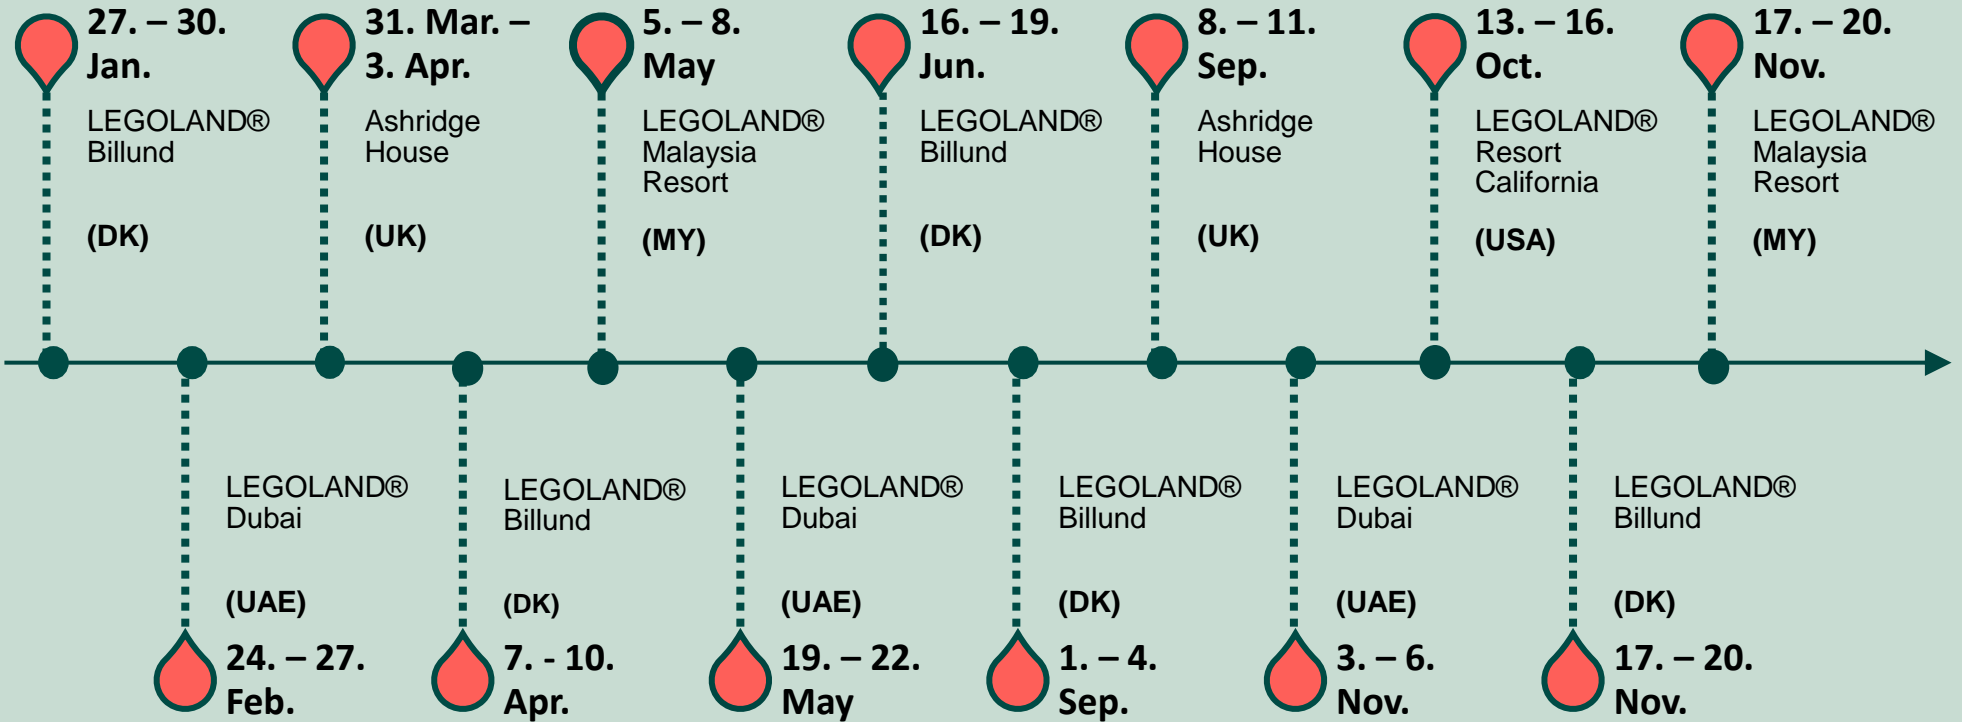 27. – 30.
Jan.
LEGOLAND®
Billund
(DK)
31. Mar. –
3. Apr.
Ashridge
House
(UK)
5. – 8.
May
LEGOLAND®
Malaysia
Resort
(MY)
16. – 19.
Jun.
LEGOLAND®
Billund
(DK)
8. – 11.
Sep.
Ashridge
House
(UK)
13. – 16.
Oct.
LEGOLAND®
Resort
California
(USA)
17. – 20.
Nov.
LEGOLAND®
Malaysia
Resort
(MY)
LEGOLAND®
Dubai
(UAE)
24. – 27.
Feb.
LEGOLAND®
Billund
(DK)
7. - 10.
Apr.
LEGOLAND®
Dubai
(UAE)
19. – 22.
May
LEGOLAND®
Billund
(DK)
1. – 4.
Sep.
LEGOLAND®
Dubai
(UAE)
3. – 6.
Nov.
LEGOLAND®
Billund
(DK)
17. – 20.
Nov.